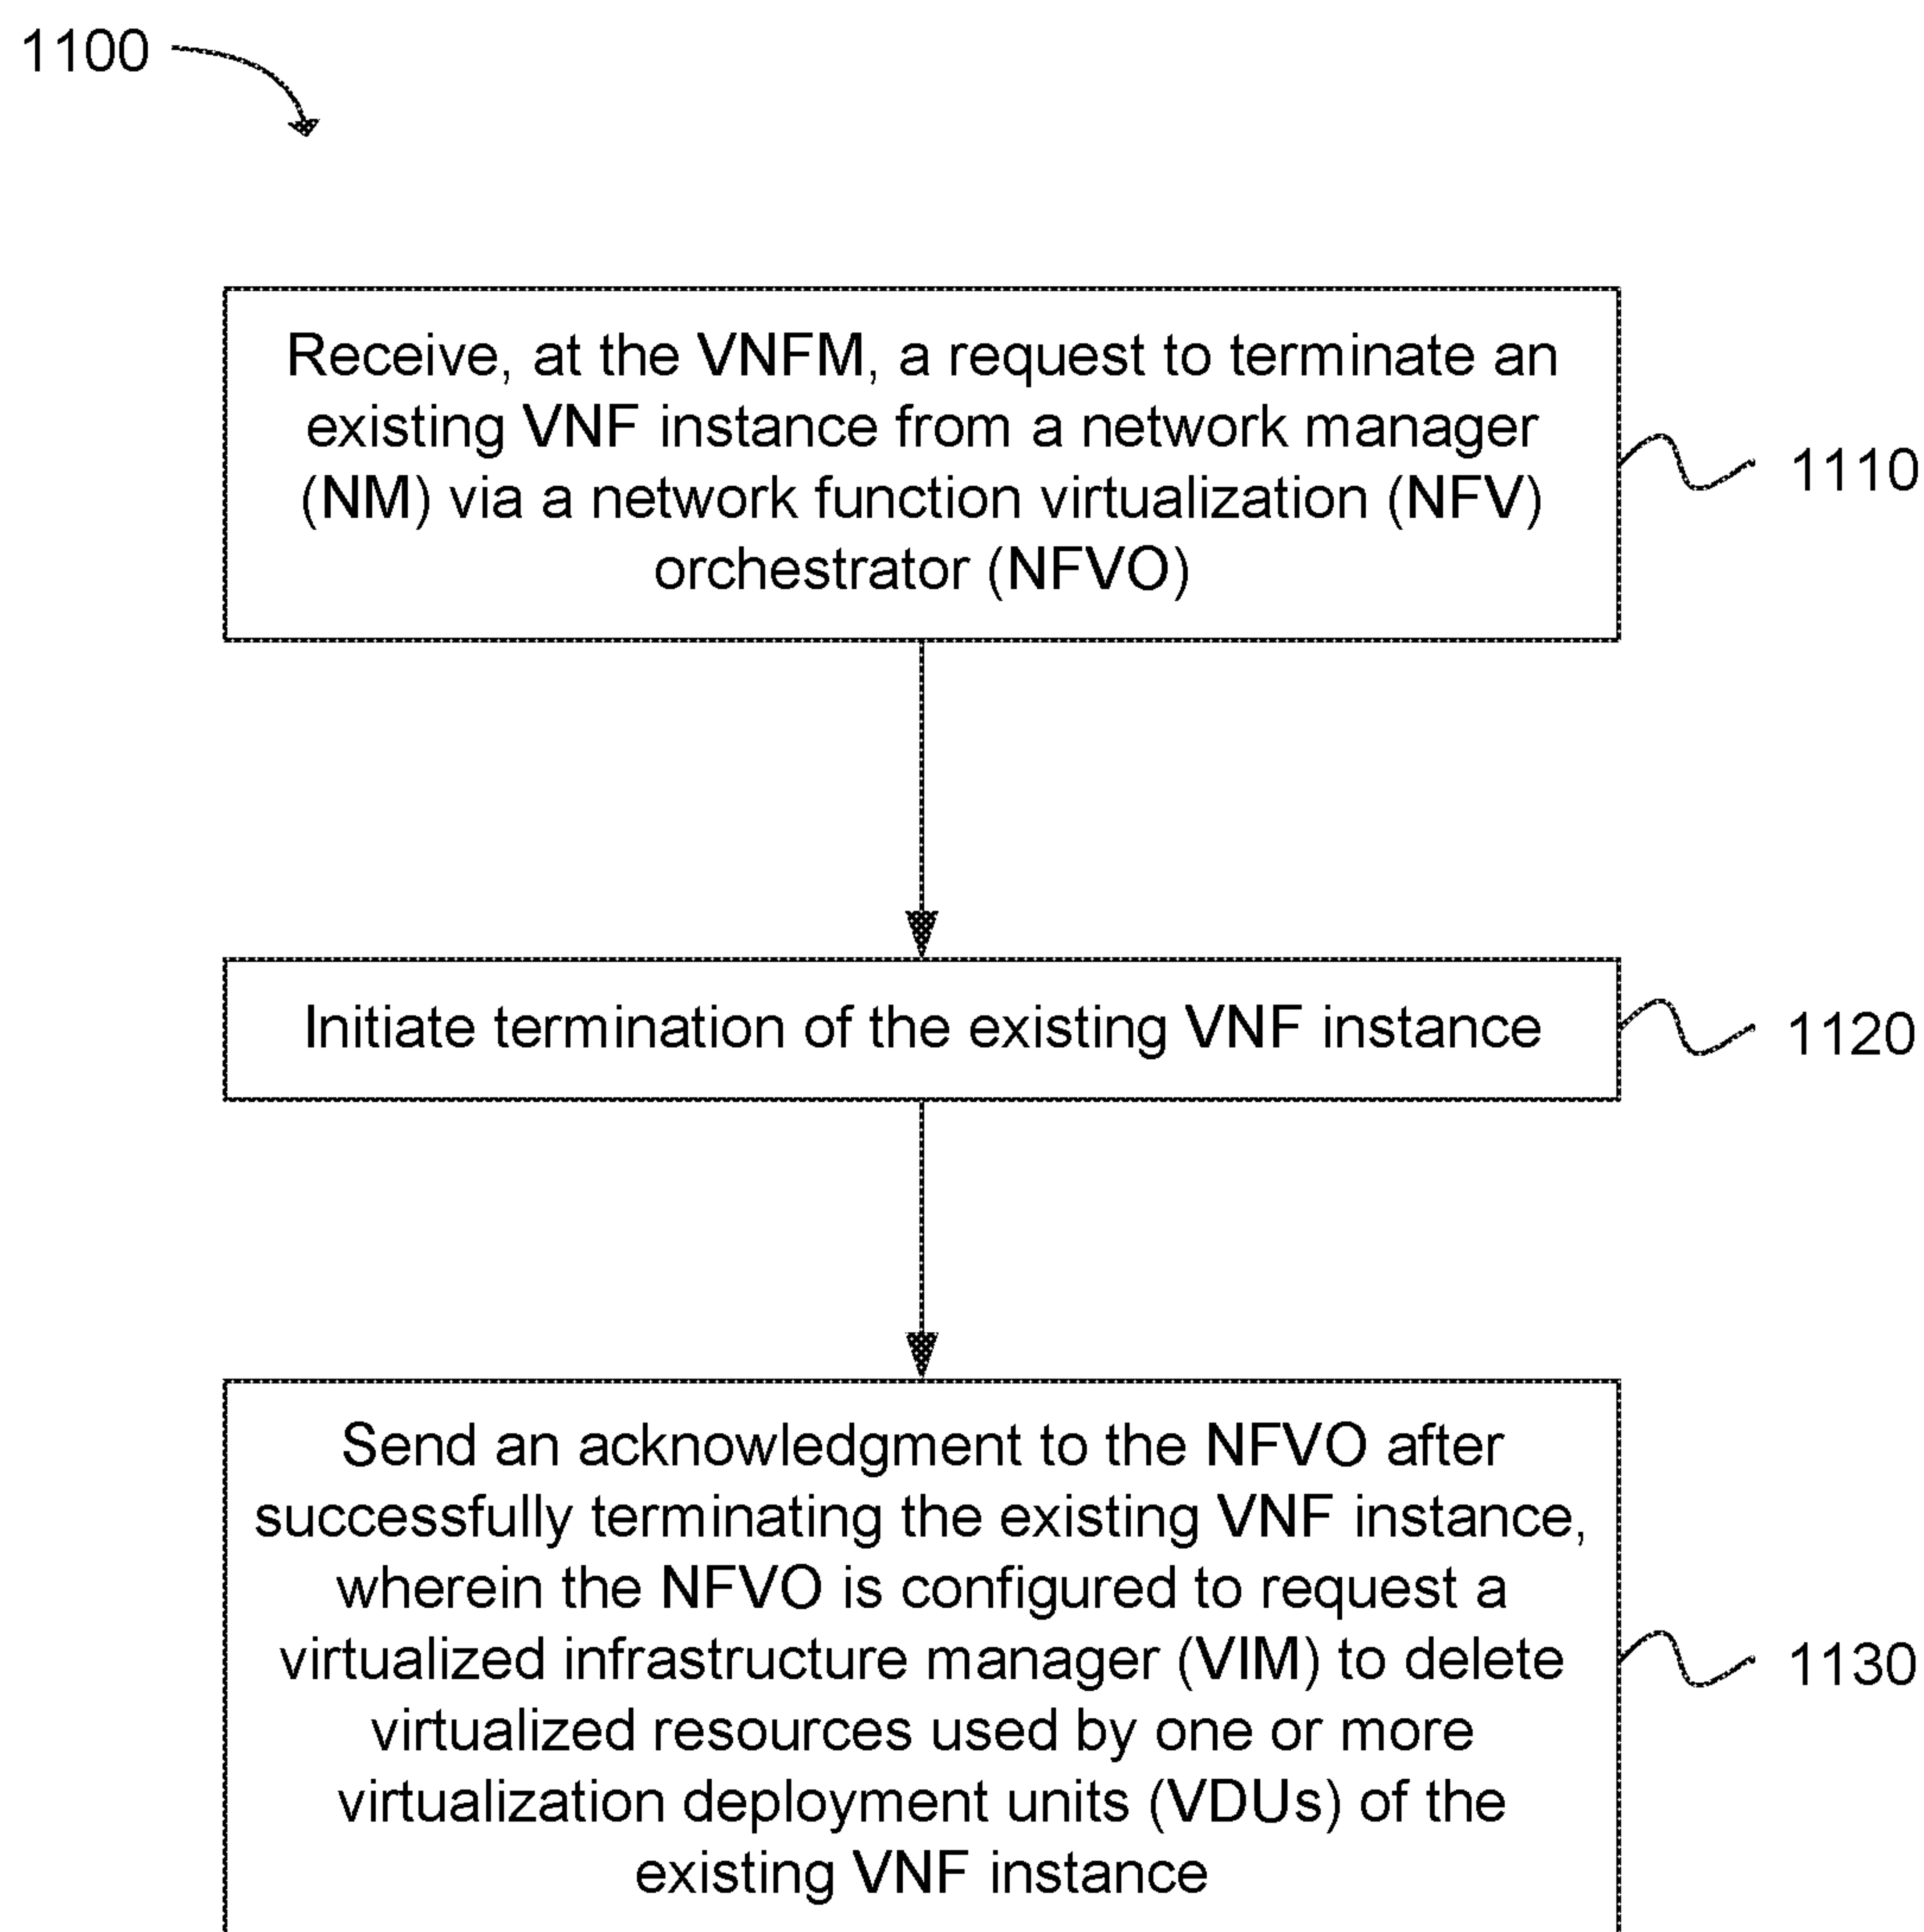 1100
Receive, at the VNFM, a request to terminate an
existing VNF instance from a network manager
(NM) via a network function virtualization (NFV)
orchestrator (NFVO)
1110
Initiate termination of the existing VNF instance
1120
Send an acknowledgment to the NFVO after
successfully terminating the existing VNF instance,
wherein the NFVO is configured to request a
virtualized infrastructure manager (VIM) to delete
virtualized resources used by one or more
virtualization deployment units (VDUs) of the
existing VNF instance
1130